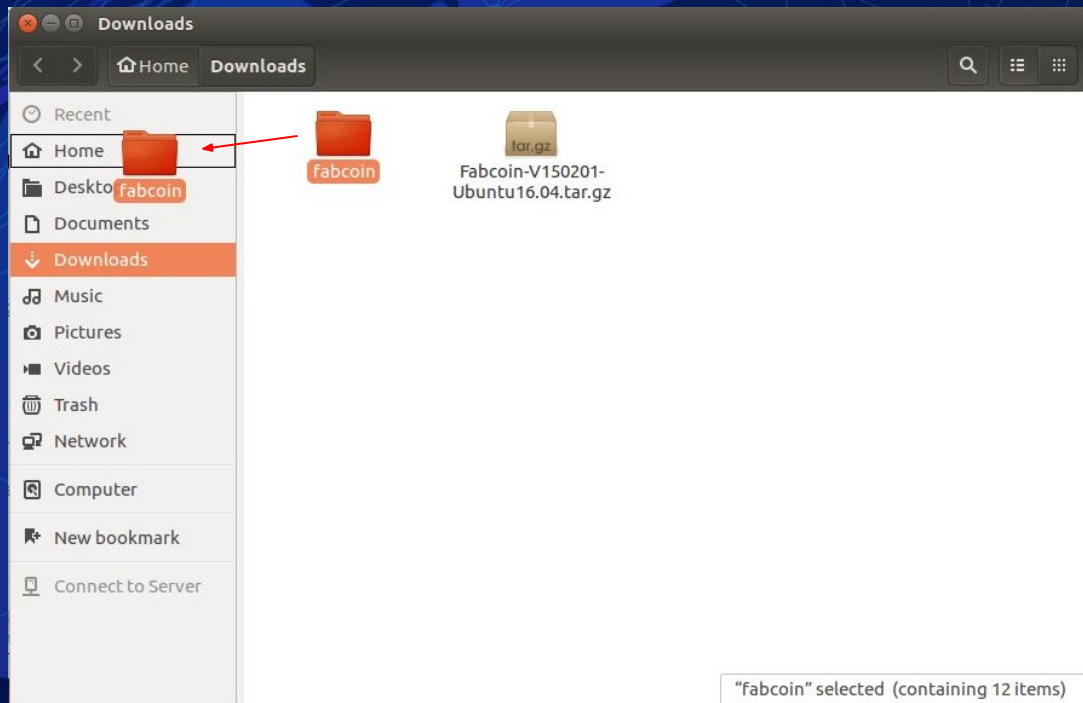 Downloads
Home
Downloads
Recent
Home
fabcoin
Deskto
Documents
Downloads
Music
Pictures
Videos
Trash
Network
Computer
New bookmark
Connect to Server
fabcoin
tar.gz
Fabcoin-V150201-
Ubuntu16.04.tar.gz
"fabcoin" selected (containing 12 items)